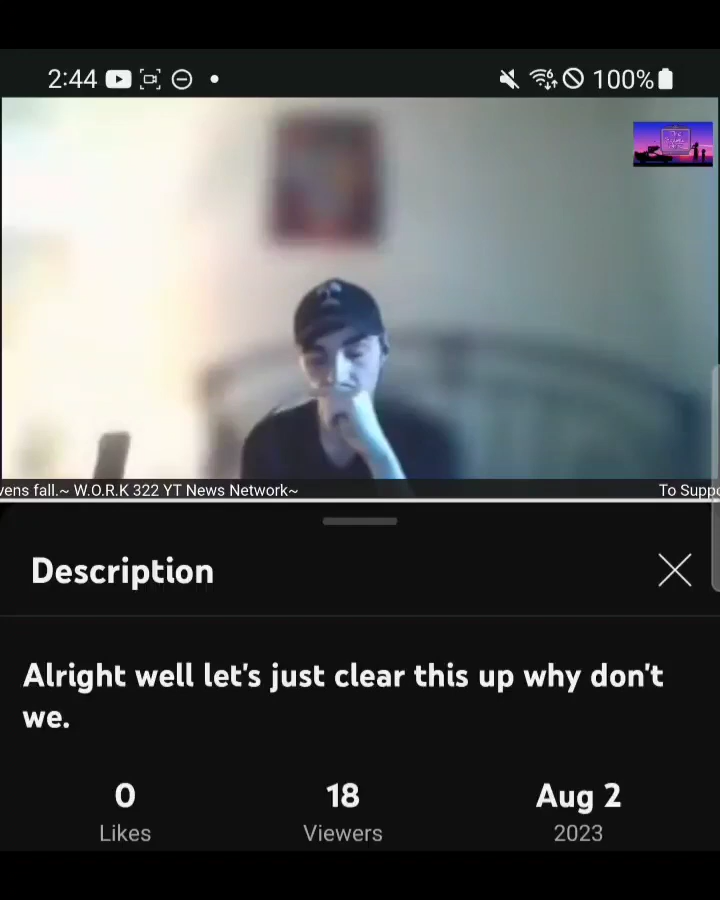 2:44
100%
vens fall.~ W.O.R.K 322 YT News Network~
To Supp
Description
Alright well let's just clear this up why don't
we.
0
18
Aug 2
Likes
Viewers
2023